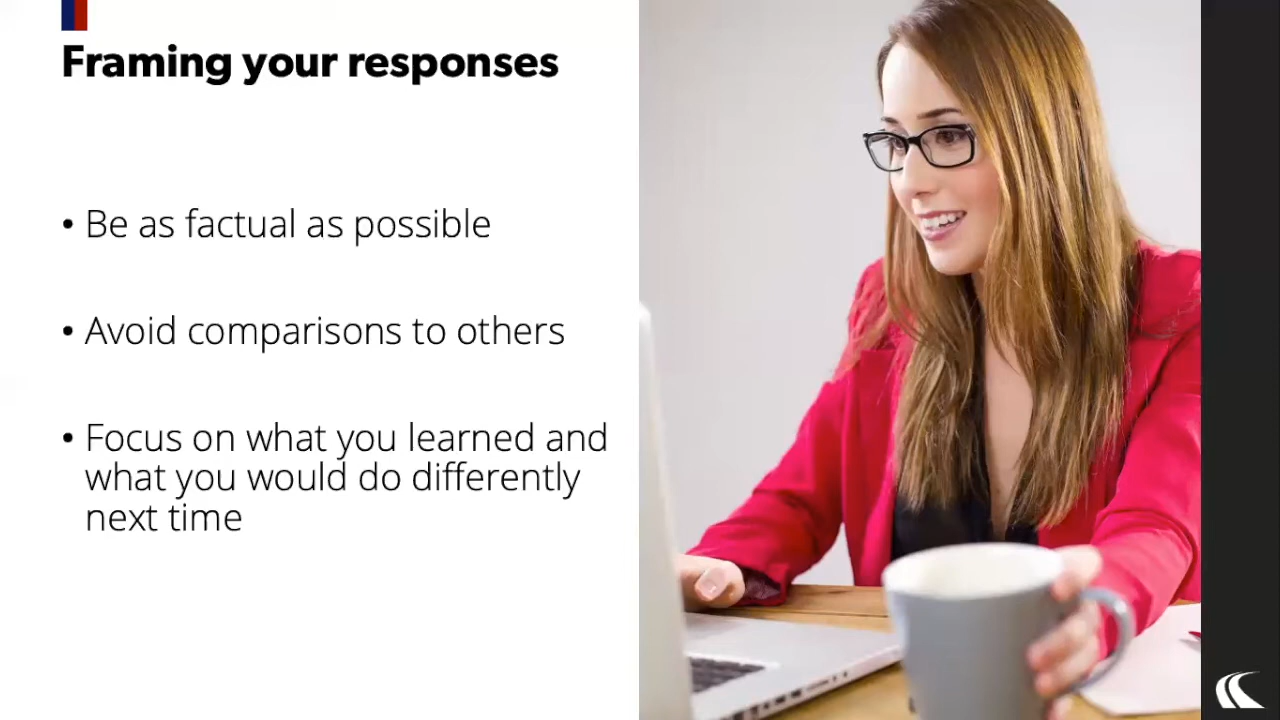 Framing your responses
• Be as factual as possible
• Avoid comparisons to others
• Focus on what you learned and
what you would do differently
next time